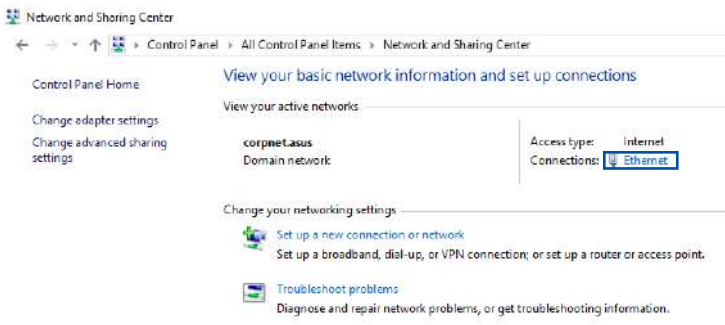 Network and Sharing Center
Control Panel > All Control Panel Items > Network and Sharing Center
Control Panel Home
Change adapter settings
Change advanced sharing
settings
View your basic network information and set up connections
View your active networks
corpnet.asus
Domain network
Access type: Internet
Connections: Ethernet
Change your networking settings
Set up a new connection or network
Set up a broadband, dial-up, or VPN connection; or set up a router or access point.
Troubleshoot problems
Diagnose and repair network problems, or get troubleshooting information.